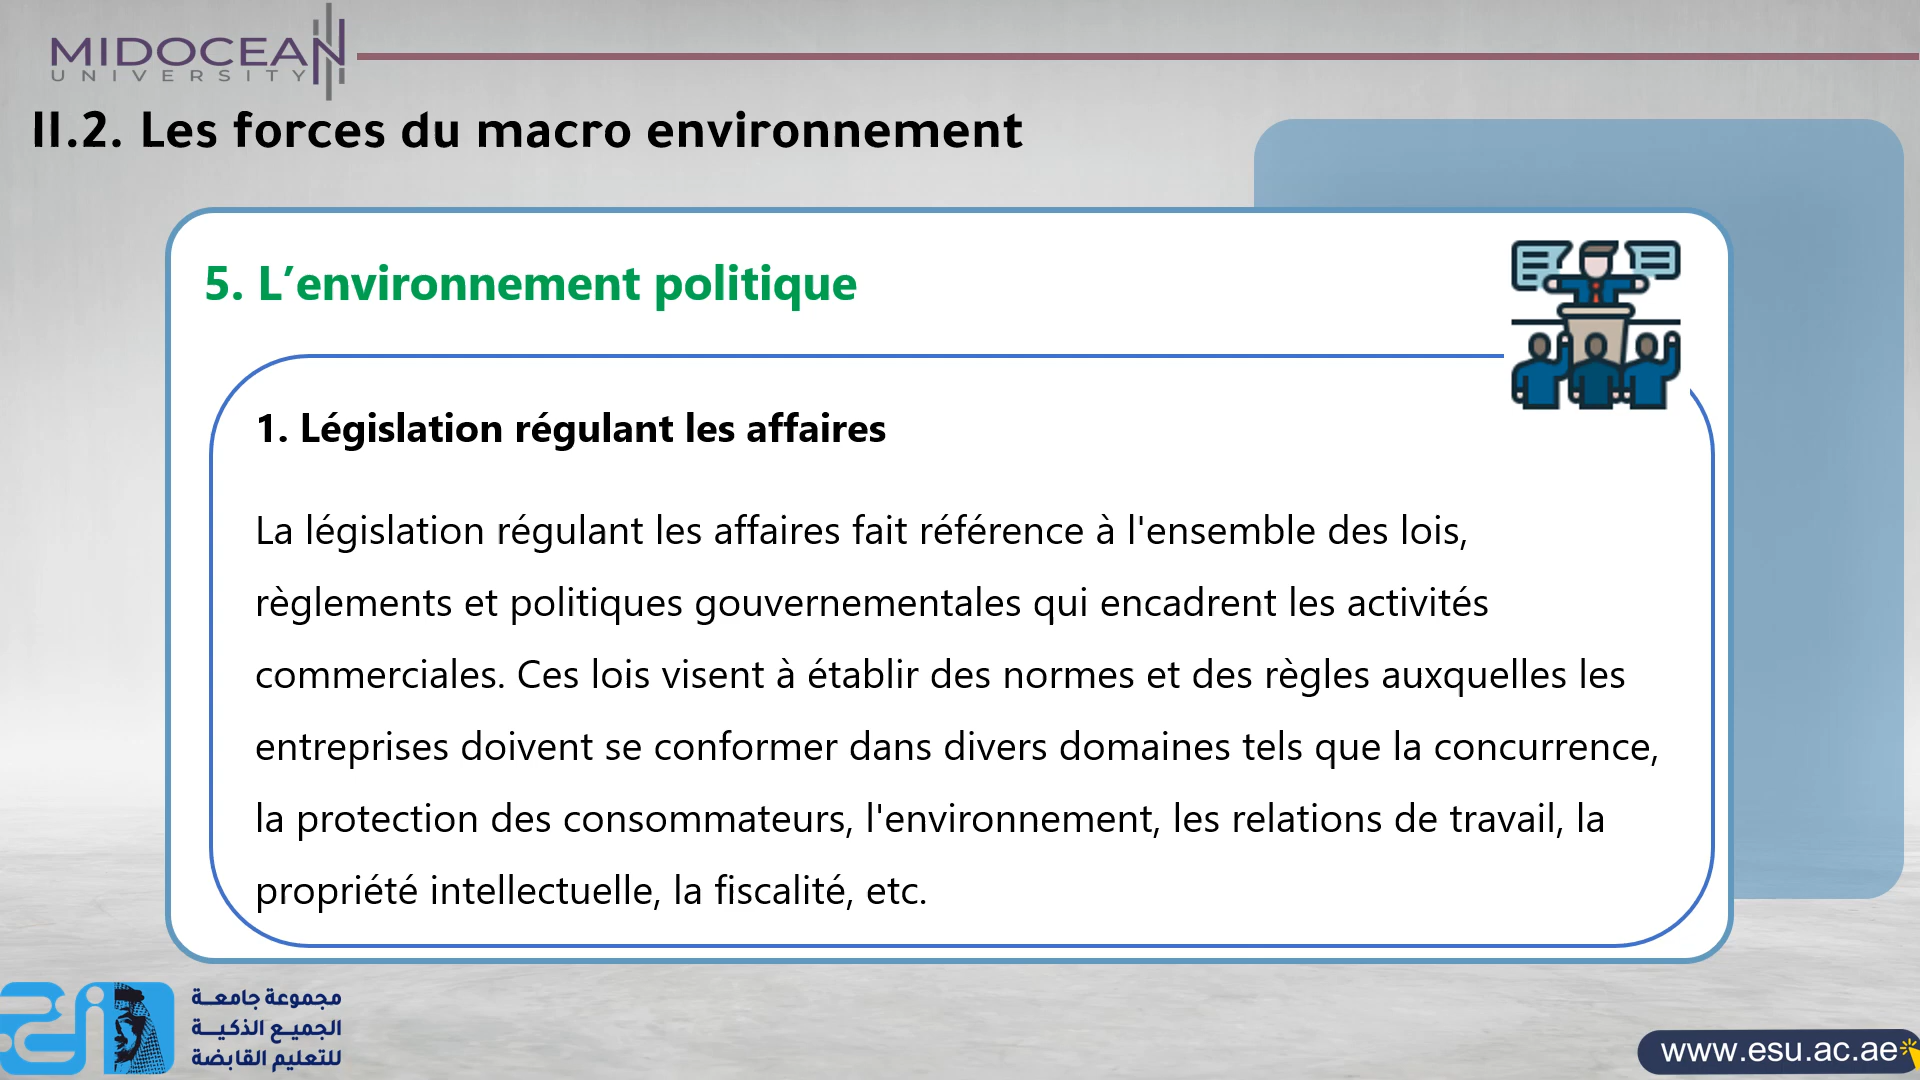 MIDOCEAN
UNIVERSITY
II.2. Les forces du macro environnement
5. L’environnement politique
1. Législation régulant les affaires
La législation régulant les affaires fait référence à l'ensemble des lois,
règlements et politiques gouvernementales qui encadrent les activités
commerciales. Ces lois visent à établir des normes et des règles auxquelles les
entreprises doivent se conformer dans divers domaines tels que la concurrence,
la protection des consommateurs, l'environnement, les relations de travail, la
propriété intellectuelle, la fiscalité, etc.
مجموعة جامعـــة
الجميـــع الذكيـــة
للتعليم القابضة
www.esu.ac.ae